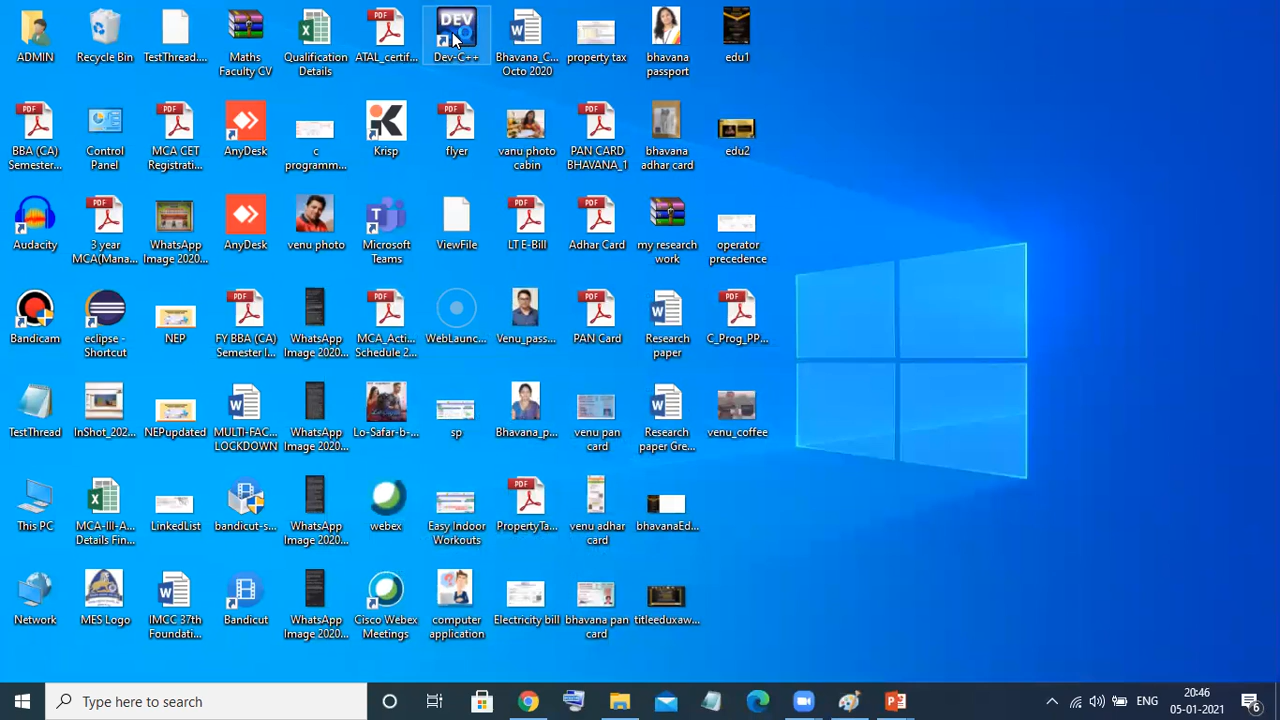 ADMIN
Recycle Bin
TestThread....
Maths
Faculty CV
Qualification
Details
ATAL_certif...
DEV
Dev-C++
Bhavana_C...
Octo 2020
property tax
bhavana
passport
edu1
BBA (CA)
Semester...
Control
Panel
MCA CET
Registrati...
AnyDesk
c
programm...
Krisp
flyer
vanu photo
cabin
PAN CARD
BHAVANA_1
bhavana
adhar card
edu2
Audacity
3 year
MCA(Mana...
WhatsApp
Image 2020...
AnyDesk
venu photo
Microsoft
Teams
ViewFile
LT E-Bill
Adhar Card
my research
work
operator
precedence
Bandicam
eclipse -
Shortcut
NEP
FY BBA (CA)
Semester I...
WhatsApp
Image 2020...
MCA_Acti...
Schedule 2...
WebLaunc...
Venu_pass...
PAN Card
Research
paper
C_Prog_PP...
TestThread
InShot_202...
NEPupdated
MULTI-FAC...
LOCKDOWN
WhatsApp
Image 2020...
Lo-Safar-b-...
sp
Bhavana_p...
venu pan
card
Research
paper Gre...
venu_coffee
This PC
MCA-III-A...
Details Fin...
LinkedList
bandicut-s...
WhatsApp
Image 2020...
webex
Easy Indoor
Workouts
PropertyTa...
venu adhar
card
bhavanaEd...
Network
MES Logo
IMCC 37th
Foundati...
Bandicut
WhatsApp
Image 2020...
Cisco Webex
Meetings
computer
application
Electricity bill
bhavana pan
card
titleeduxaw...
Type here to search
ENG
20:46
05-01-2021
6